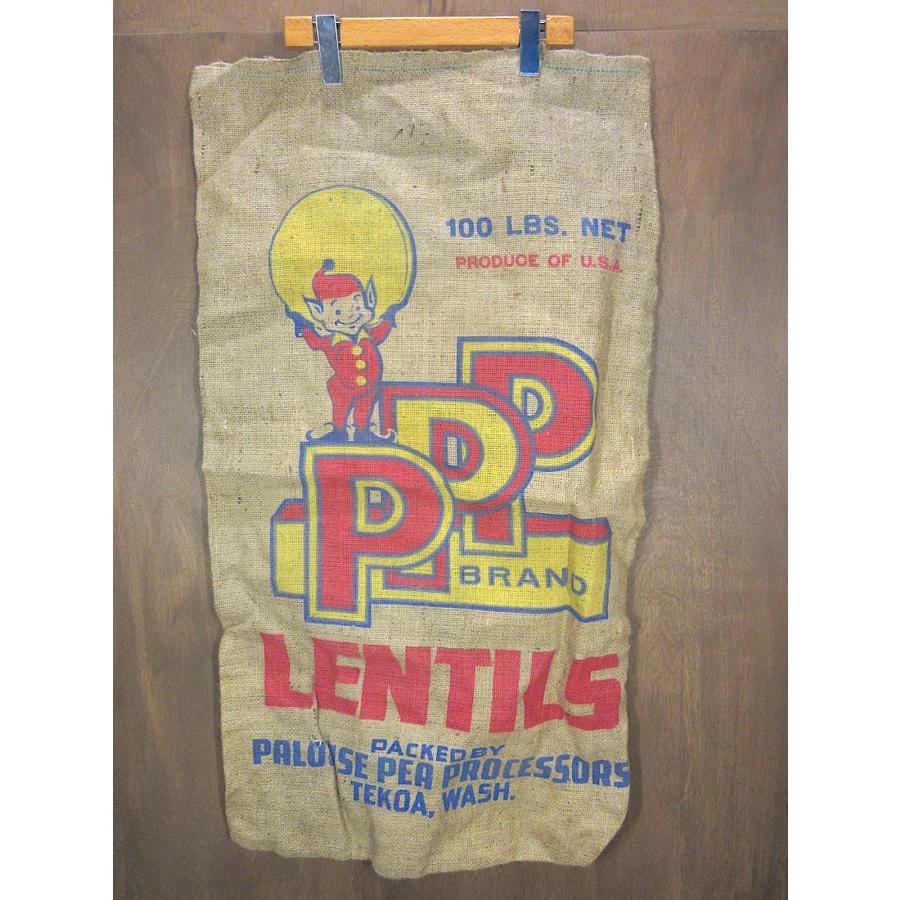 100 LBS. NET
PRODUCE OF U.S.A.
PPP
BRAND
LENTILS
PACKED BY
PALOUSE PEA PROCESSORS
TEKOA, WASH.